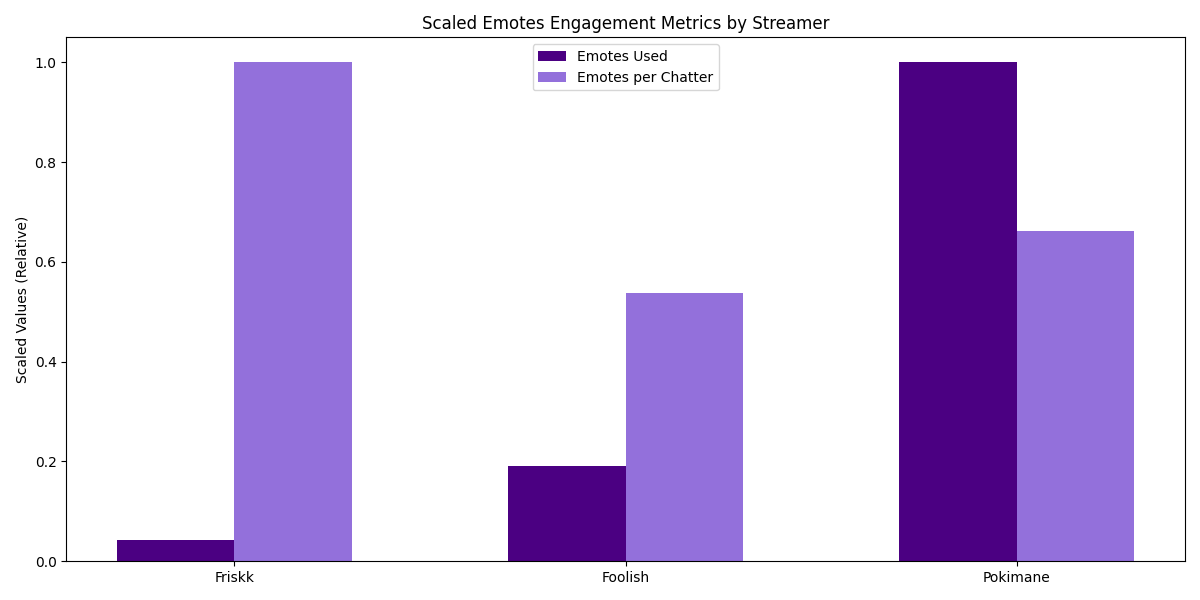 Scaled Emotes Engagement Metrics by Streamer
Emotes Used
Emotes per Chatter
Scaled Values (Relative)
1.0
0.8
0.6
0.4
0.2
0.0
Friskk
Foolish
Pokimane